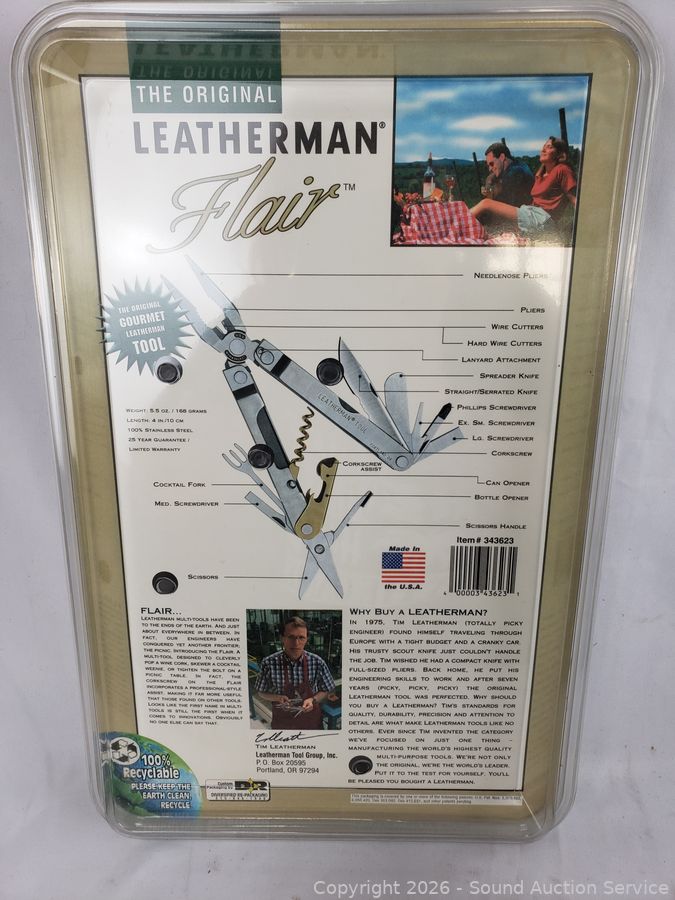 THE ORIGINAL
LEATHERMAN®
Flair™
NEEDLENOSE PLIERS
PLIERS
WIRE CUTTERS
HARD WIRE CUTTERS
LANYARD ATTACHMENT
SPREADER KNIFE
STRAIGHT/SERRATED KNIFE
PHILLIPS SCREWDRIVER
EX. SM. SCREWDRIVER
LG. SCREWDRIVER
CORKSCREW
CORKSCREW
ASSIST
CAN OPENER
BOTTLE OPENER
SCISSORS HANDLE
THE ORIGINAL
GOURMET
LEATHERMAN
TOOL
WEIGHT: 5.5 OZ. / 168 GRAMS
LENGTH: 4 IN./10 CM
100% STAINLESS STEEL
25 YEAR GUARANTEE /
LIMITED WARRANTY
LEATHERMAN® TOOL
COCKTAIL FORK
MED. SCREWDRIVER
SCISSORS
Made In
the U.S.A.
Item# 343623
4 00003 43623 1
FLAIR...
LEATHERMAN MULTI-TOOLS HAVE BEEN
TO THE ENDS OF THE EARTH. AND JUST
ABOUT EVERYWHERE IN BETWEEN. IN
FACT, OUR ENGINEERS HAVE
CONQUERED YET ANOTHER FRONTIER;
THE PICNIC. INTRODUCING THE FLAIR. A
MULTI-TOOL DESIGNED TO CLEVERLY
POP A WINE CORK, SKEWER A COCKTAIL
WEENIE, OR TIGHTEN THE BOLT ON A
PICNIC TABLE. IN FACT, THE
CORKSCREW ON THE FLAIR
INCORPORATES A PROFESSIONAL-STYLE
ASSIST, MAKING IT FAR MORE USEFUL
THAT THOSE FOUND ON OTHER TOOLS.
LOOKS LIKE THE FIRST NAME IN MULTI-
TOOLS IS STILL THE FIRST WHEN IT
COMES TO INNOVATIONS. OBVIOUSLY
NO ONE ELSE CAN SAY THAT.
TIM LEATHERMAN
Leatherman Tool Group, Inc.
P. O. Box 20595
Portland, OR 97294
WHY BUY A LEATHERMAN?
IN 1975, TIM LEATHERMAN (TOTALLY PICKY
ENGINEER) FOUND HIMSELF TRAVELING THROUGH
EUROPE WITH A TIGHT BUDGET AND A CRANKY CAR.
HIS TRUSTY SCOUT KNIFE JUST COULDN'T HANDLE
THE JOB. TIM WISHED HE HAD A COMPACT KNIFE WITH
FULL-SIZED PLIERS. BACK HOME, HE PUT HIS
ENGINEERING SKILLS TO WORK AND AFTER SEVEN
YEARS (PICKY, PICKY, PICKY) THE ORIGINAL
LEATHERMAN TOOL WAS PERFECTED. WHY SHOULD
YOU BUY A LEATHERMAN? TIM'S STANDARDS FOR
QUALITY, DURABILITY, PRECISION AND ATTENTION TO
DETAIL ARE WHAT MAKE LEATHERMAN TOOLS LIKE NO
OTHERS. EVER SINCE TIM INVENTED THE CATEGORY
WE'VE FOCUSED ON JUST ONE THING –
MANUFACTURING THE WORLD'S HIGHEST QUALITY
MULTI-PURPOSE TOOLS. WE'RE NOT ONLY
THE ORIGINAL, WE'RE THE WORLD'S LEADER.
PUT IT TO THE TEST FOR YOURSELF. YOU'LL
BE PLEASED YOU BOUGHT A LEATHERMAN.
100%
Recyclable
PLEASE KEEP THE
EARTH CLEAN.
RECYCLE
Custom
Packaging by
DIVERSIFIED RE-PACKAGING
Copyright 2026 - Sound Auction Service